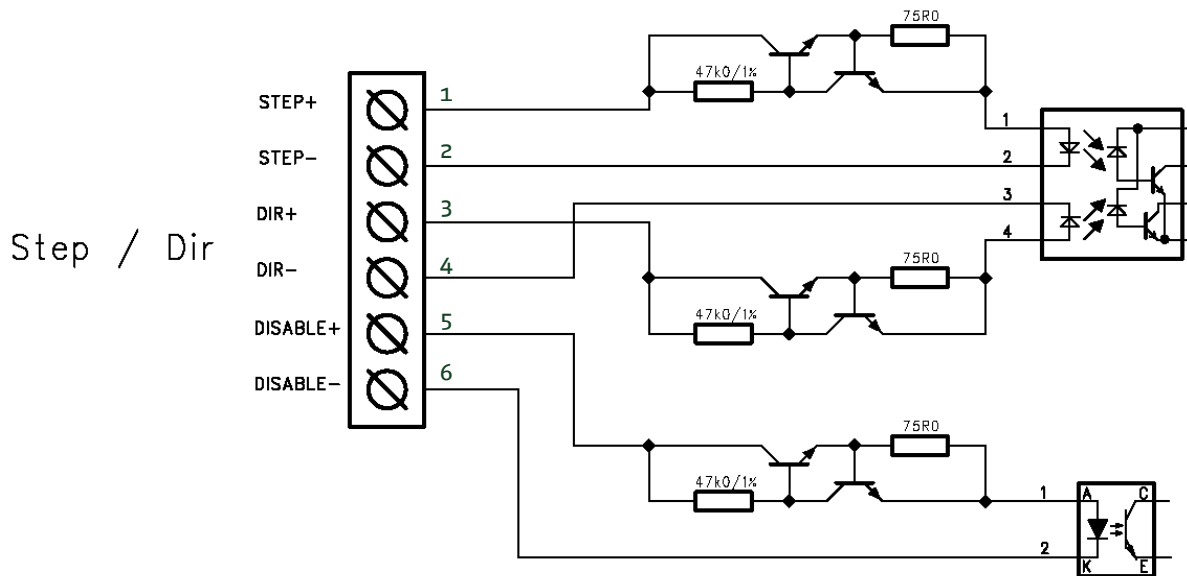 75R0
47k0/1%
STEP+
1
STEP-
2
DIR+
3
DIR-
4
DISABLE+
5
DISABLE-
6
Step / Dir
1
2
3
4
75R0
47k0/1%
75R0
47k0/1%
1
2
A
C
K
E